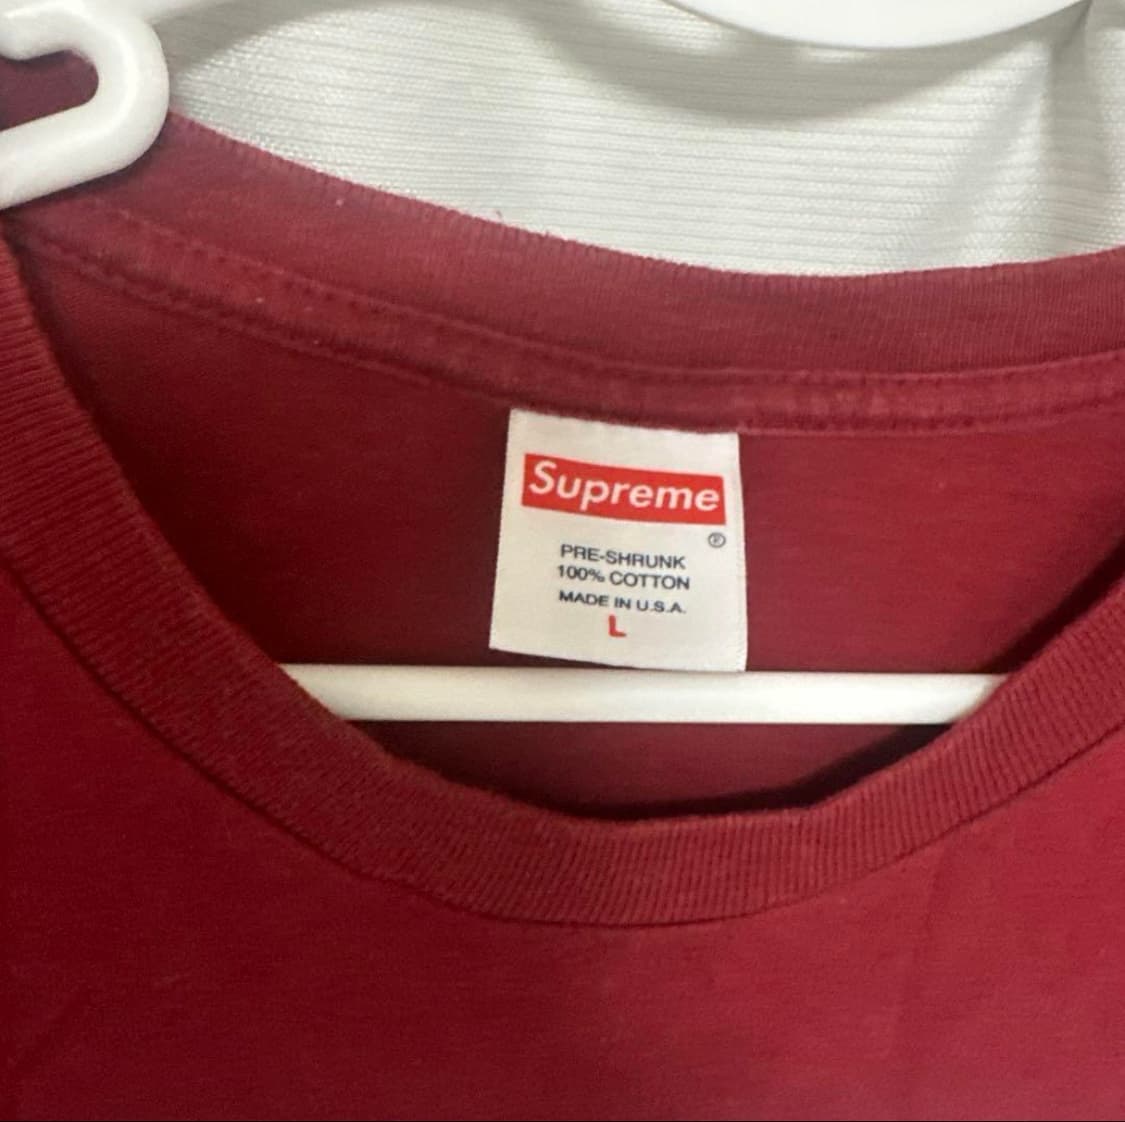 Supreme
®
PRE-SHRUNK
100% COTTON
MADE IN U.S.A.
L